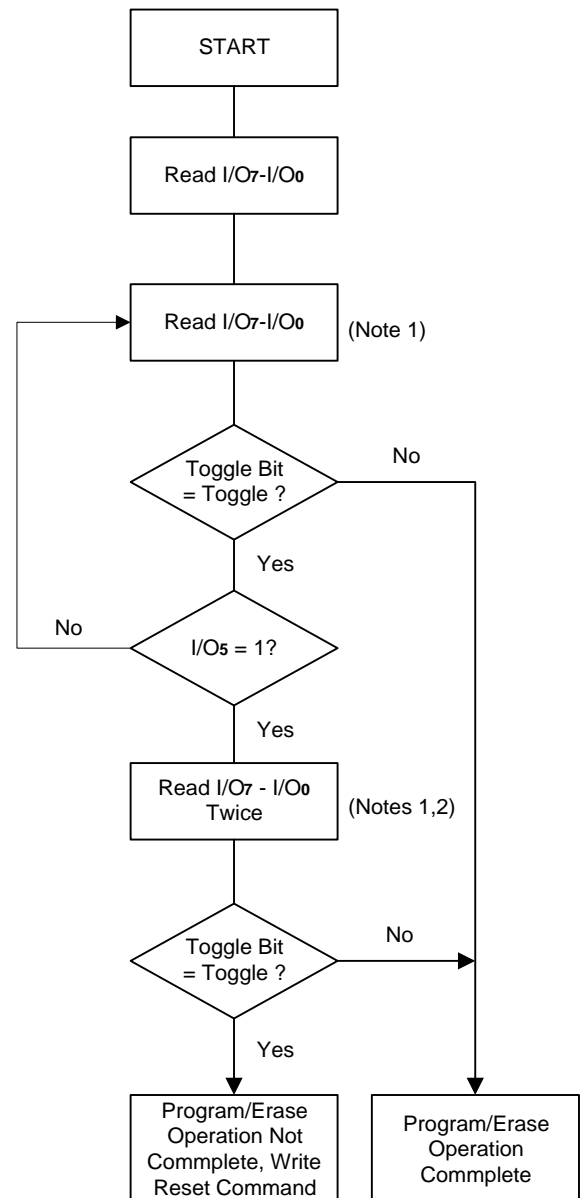 START
Read I/O7-I/O0
Read I/O7-I/O0
(Note 1)
Toggle Bit
= Toggle ?
No
Yes
I/O5 = 1?
No
Yes
Read I/O7 - I/O0
Twice
(Notes 1,2)
Toggle Bit
= Toggle ?
No
Yes
Program/Erase
Operation Not
Commplete, Write
Reset Command
Program/Erase
Operation
Commplete